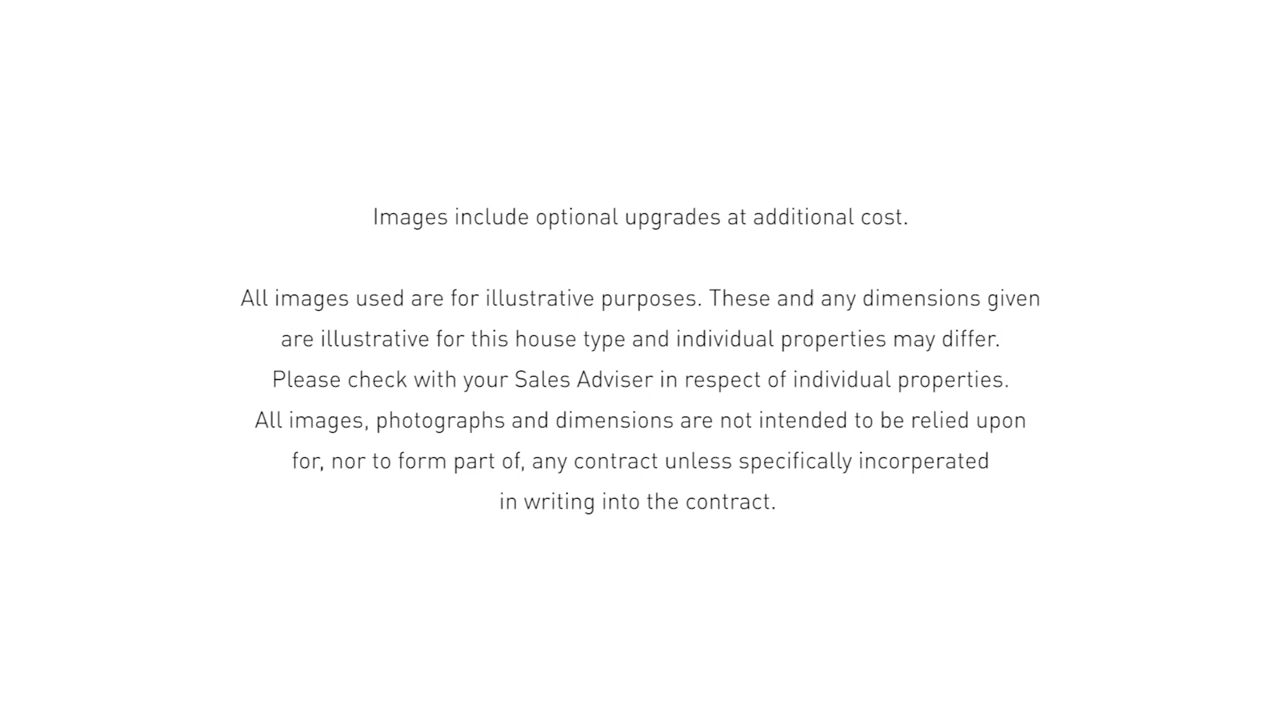 Images include optional upgrades at additional cost.
All images used are for illustrative purposes. These and any dimensions given
are illustrative for this house type and individual properties may differ.
Please check with your Sales Adviser in respect of individual properties.
All images, photographs and dimensions are not intended to be relied upon
for, nor to form part of, any contract unless specifically incorperated
in writing into the contract.